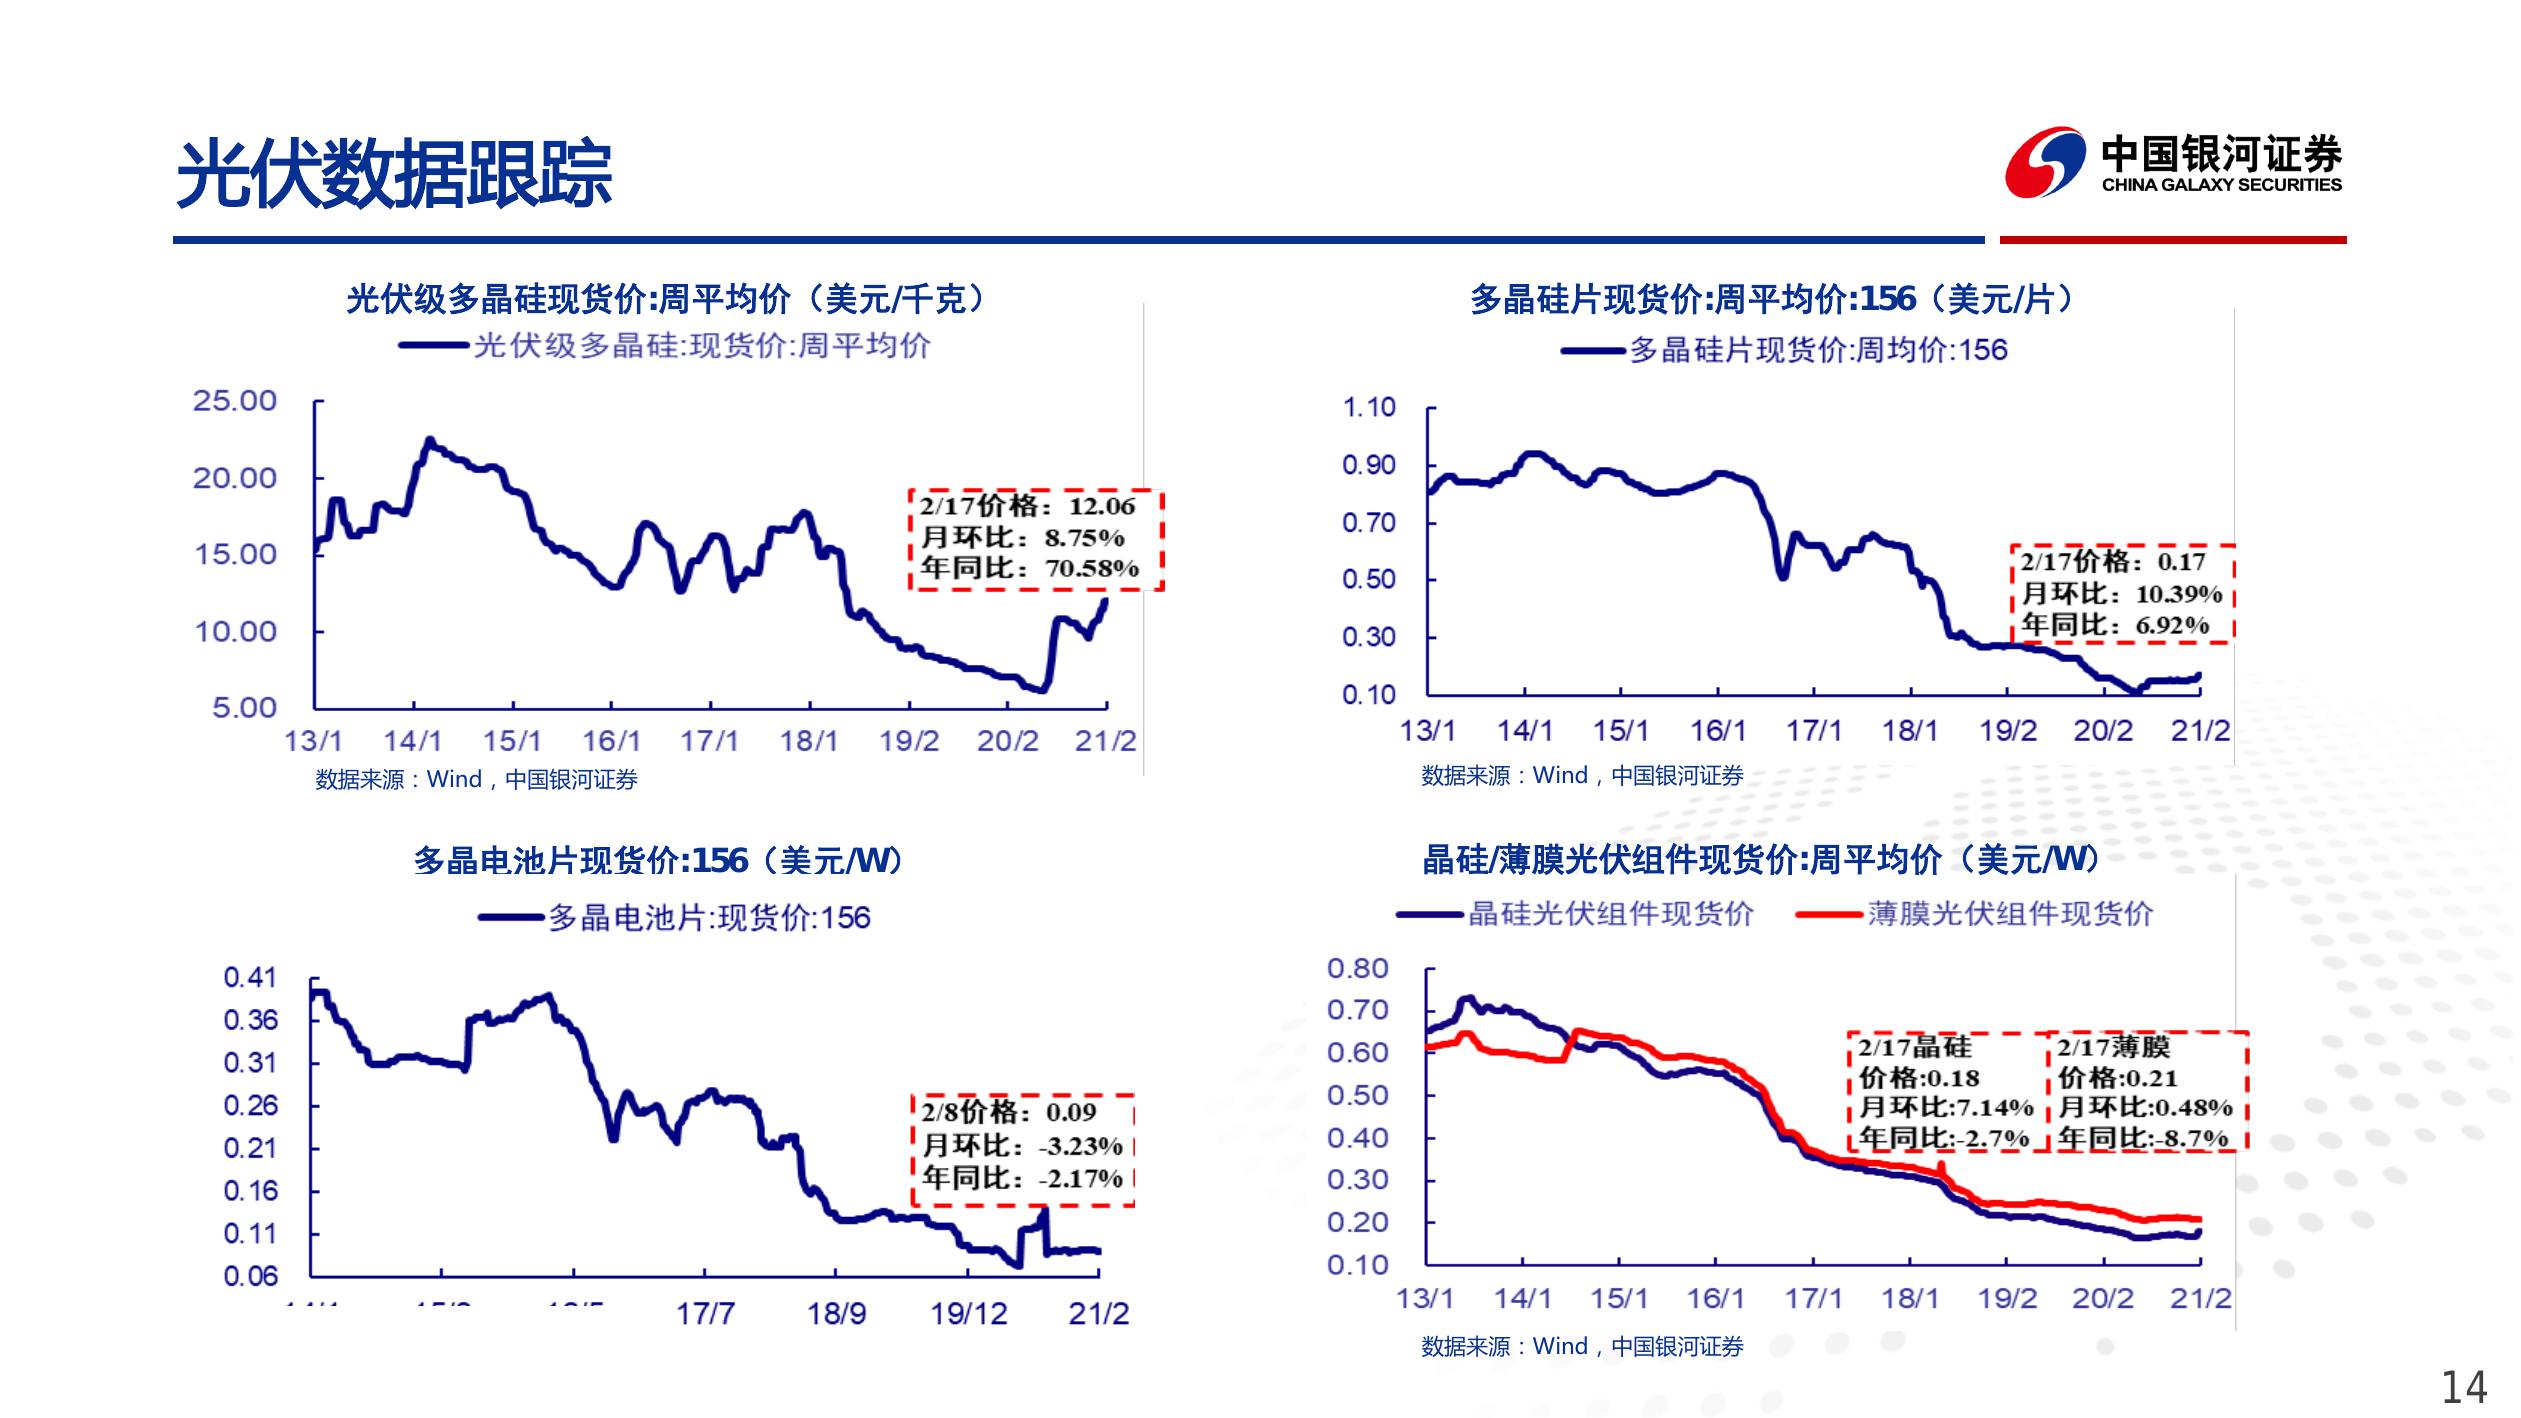 光伏数据跟踪
中国银河证券
CHINA GALAXY SECURITIES
光伏级多晶硅现货价:周平均价（美元/千克）
光伏级多晶硅:现货价:周平均价
25.00
20.00
15.00
10.00
5.00
2/17价格：12.06
月环比：8.75%
年同比：70.58%
13/1 14/1 15/1 16/1 17/1 18/1 19/2 20/2 21/2
数据来源：Wind，中国银河证券
多晶硅片现货价:周平均价:156（美元/片）
多晶硅片现货价:周均价:156
1.10
0.90
0.70
0.50
0.30
0.10
2/17价格：0.17
月环比：10.39%
年同比：6.92%
13/1 14/1 15/1 16/1 17/1 18/1 19/2 20/2 21/2
数据来源：Wind，中国银河证券
多晶电池片现货价:156（美元/W）
多晶电池片:现货价:156
0.41
0.36
0.31
0.26
0.21
0.16
0.11
0.06
2/8价格：0.09
月环比：-3.23%
年同比：-2.17%
17/7 18/9 19/12 21/2
晶硅/薄膜光伏组件现货价:周平均价（美元/W）
晶硅光伏组件现货价 薄膜光伏组件现货价
0.80
0.70
0.60
0.50
0.40
0.30
0.20
0.10
2/17晶硅
价格:0.18
月环比:7.14%
年同比:-2.7%
2/17薄膜
价格:0.21
月环比:0.48%
年同比:-8.7%
13/1 14/1 15/1 16/1 17/1 18/1 19/2 20/2 21/2
数据来源：Wind，中国银河证券
14